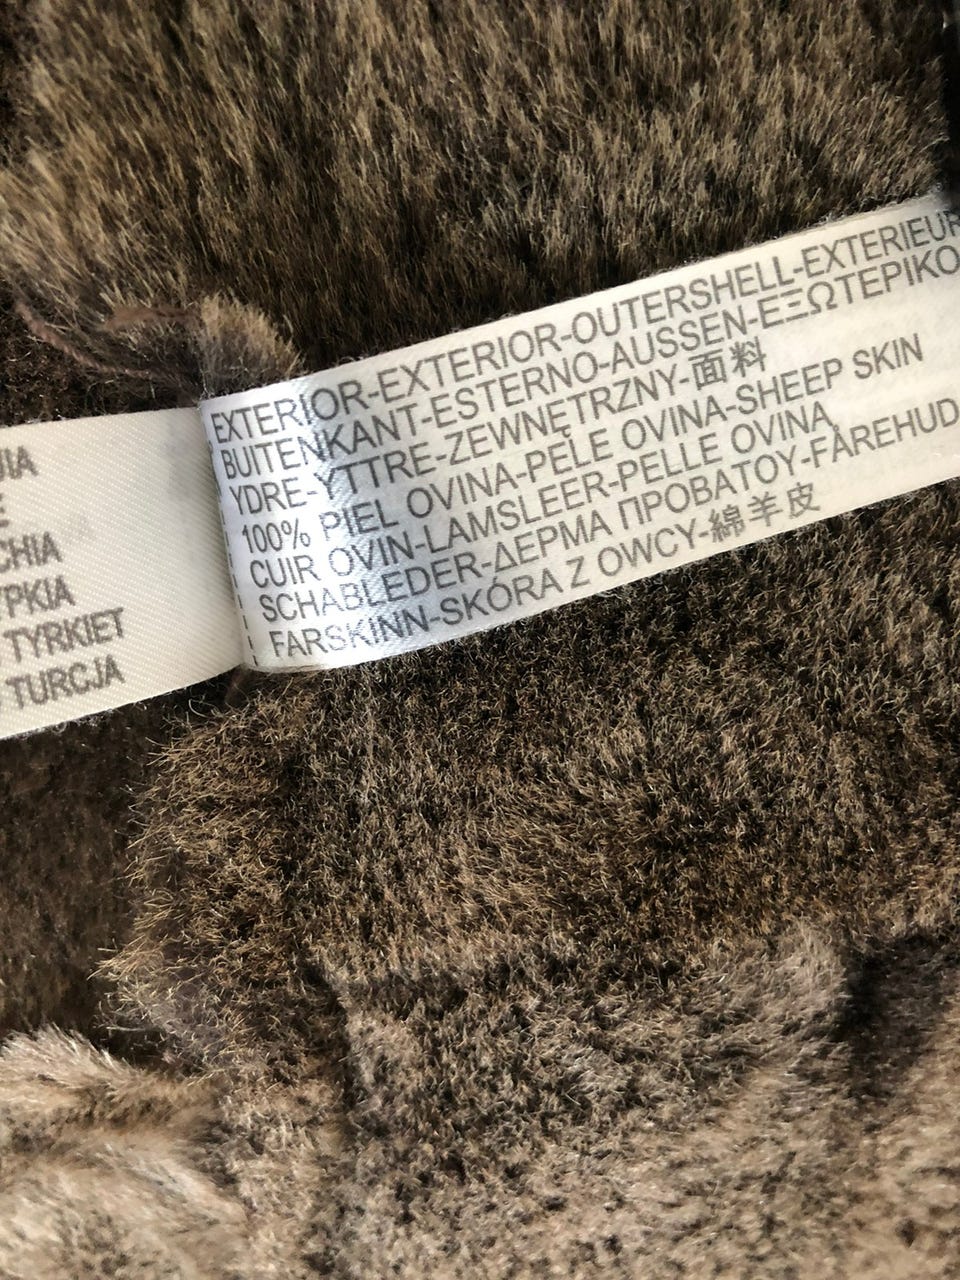 UIA
E
CHIA
ΡΚΙΑ
TYRKIET
TURCJA
EXTERIOR-EXTERIOR-OUTERSHELL-EXTERIEUR
BUITENKANT-ESTERNO-AUSSEN-ΕΞΩΤΕΡΙΚΟ
YDRE-YTTRE-ZEWNĘTRZNY-面料
100% PIEL OVINA-PELE OVINA-SHEEP SKIN
CUIR OVIN-LAMSLEER-PELLE OVINA
SCHABLEDER-ΔΕΡΜΑ ΠΡΟΒΑΤΟΥ-FÅREHUD
FARSKINN-SKÓRA Z OWCY-綿羊皮